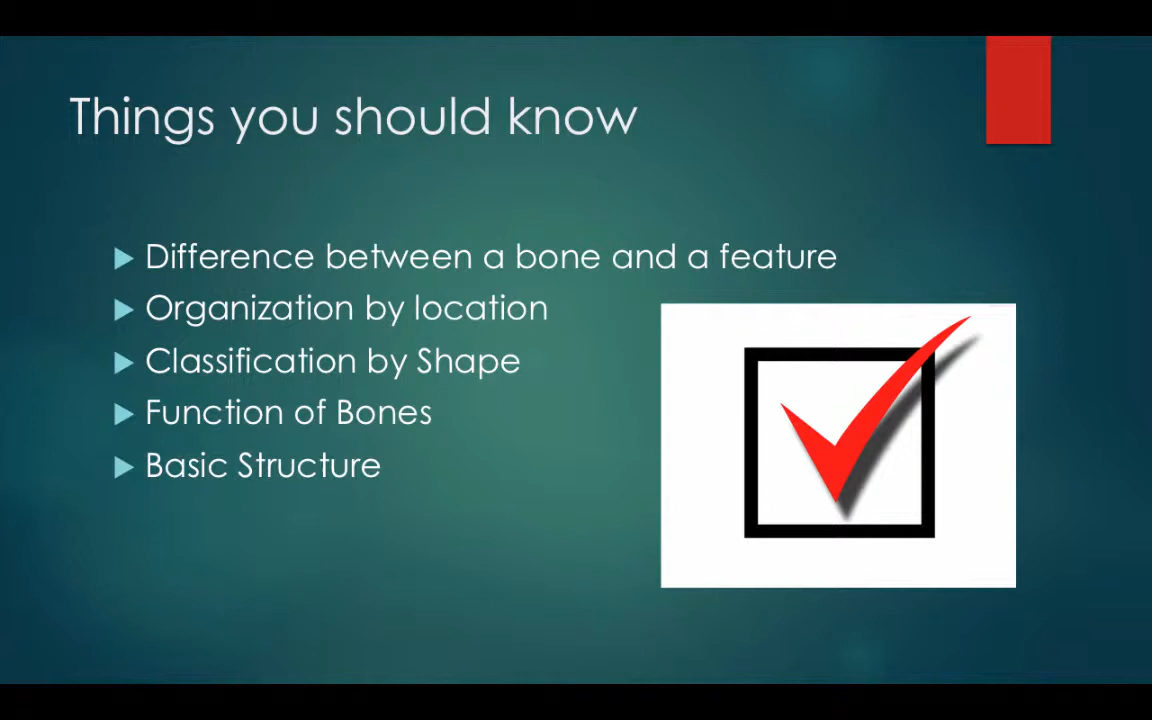 Things you should know
Difference between a bone and a feature
Organization by location
Classification by Shape
Function of Bones
Basic Structure